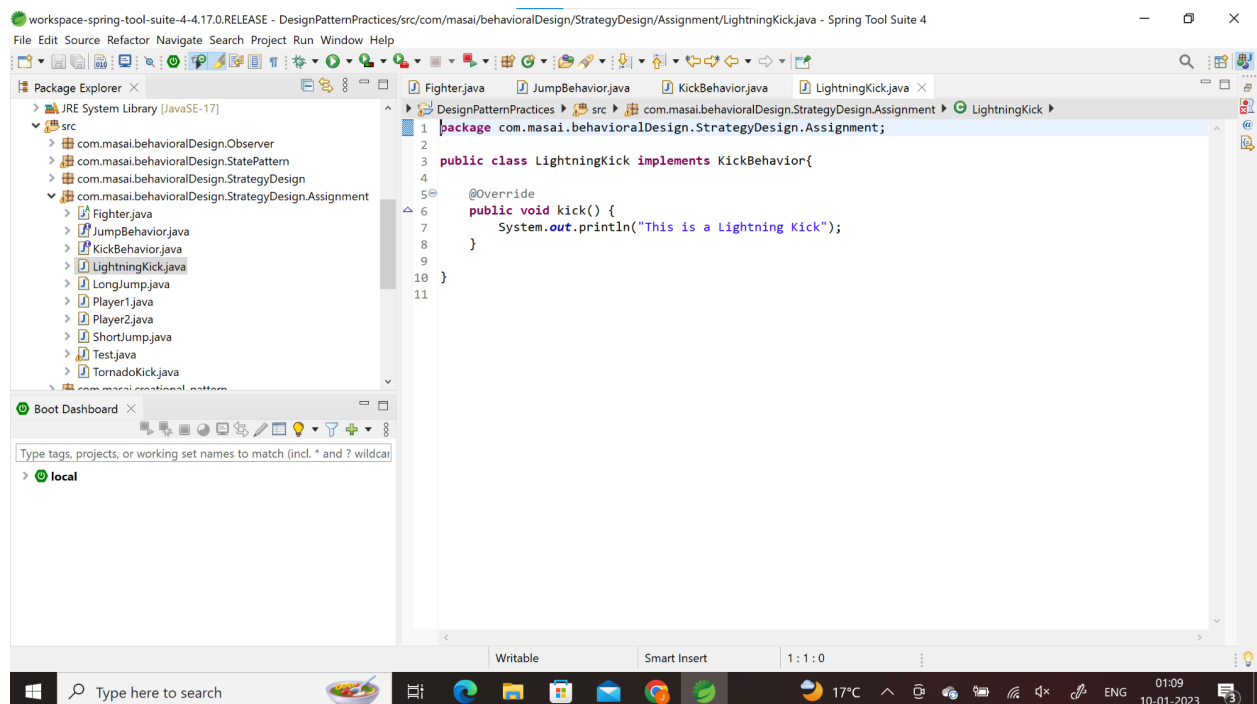 workspace-spring-tool-suite-4-4.17.0.RELEASE - DesignPatternPractices/src/com/masai/behavioralDesign/StrategyDesign/Assignment/LightningKick.java - Spring Tool Suite 4
File Edit Source Refactor Navigate Search Project Run Window Help
Package Explorer
JRE System Library [JavaSE-17]
src
com.masai.behavioralDesign.Observer
com.masai.behavioralDesign.StatePattern
com.masai.behavioralDesign.StrategyDesign
com.masai.behavioralDesign.StrategyDesign.Assignment
Fighter.java
JumpBehavior.java
KickBehavior.java
LightningKick.java
LongJump.java
Player1.java
Player2.java
ShortJump.java
Test.java
TornadoKick.java
com.masai.creational_pattern
Boot Dashboard
Type tags, projects, or working set names to match (incl. * and ? wildcar
local
Fighter.java JumpBehavior.java KickBehavior.java LightningKick.java
DesignPatternPractices src com.masai.behavioralDesign.StrategyDesign.Assignment LightningKick
1 package com.masai.behavioralDesign.StrategyDesign.Assignment;
2
3 public class LightningKick implements KickBehavior{
4
5 @Override
6 public void kick() {
7 System.out.println("This is a Lightning Kick");
8 }
9
10 }
11
Writable Smart Insert 1 : 1 : 0
Type here to search 17°C ENG 01:09
10-01-2023 3